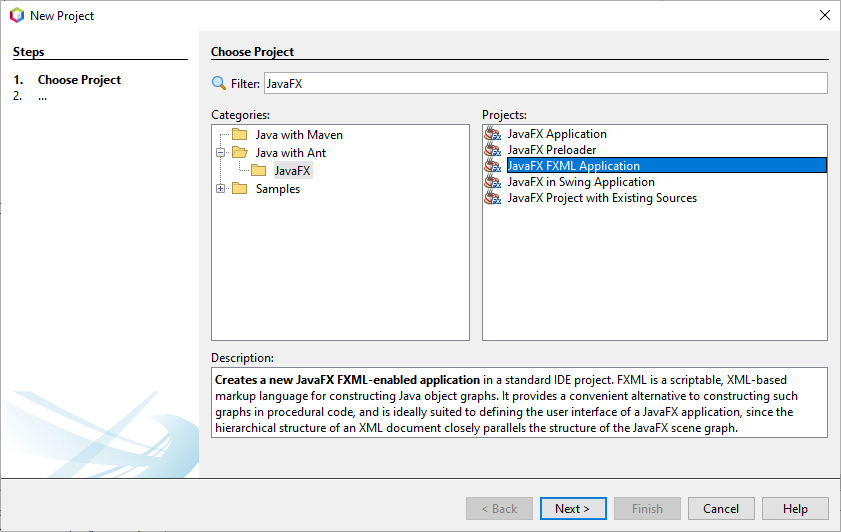 New Project
Steps
1. Choose Project
2. ...
Choose Project
Filter: JavaFX
Categories:
Java with Maven
Java with Ant
JavaFX
Samples
Projects:
JavaFX Application
JavaFX Preloader
JavaFX FXML Application
JavaFX in Swing Application
JavaFX Project with Existing Sources
Description:
Creates a new JavaFX FXML-enabled application in a standard IDE project. FXML is a scriptable, XML-based
markup language for constructing Java object graphs. It provides a convenient alternative to constructing such
graphs in procedural code, and is ideally suited to defining the user interface of a JavaFX application, since the
hierarchical structure of an XML document closely parallels the structure of the JavaFX scene graph.
< Back Next > Finish Cancel Help